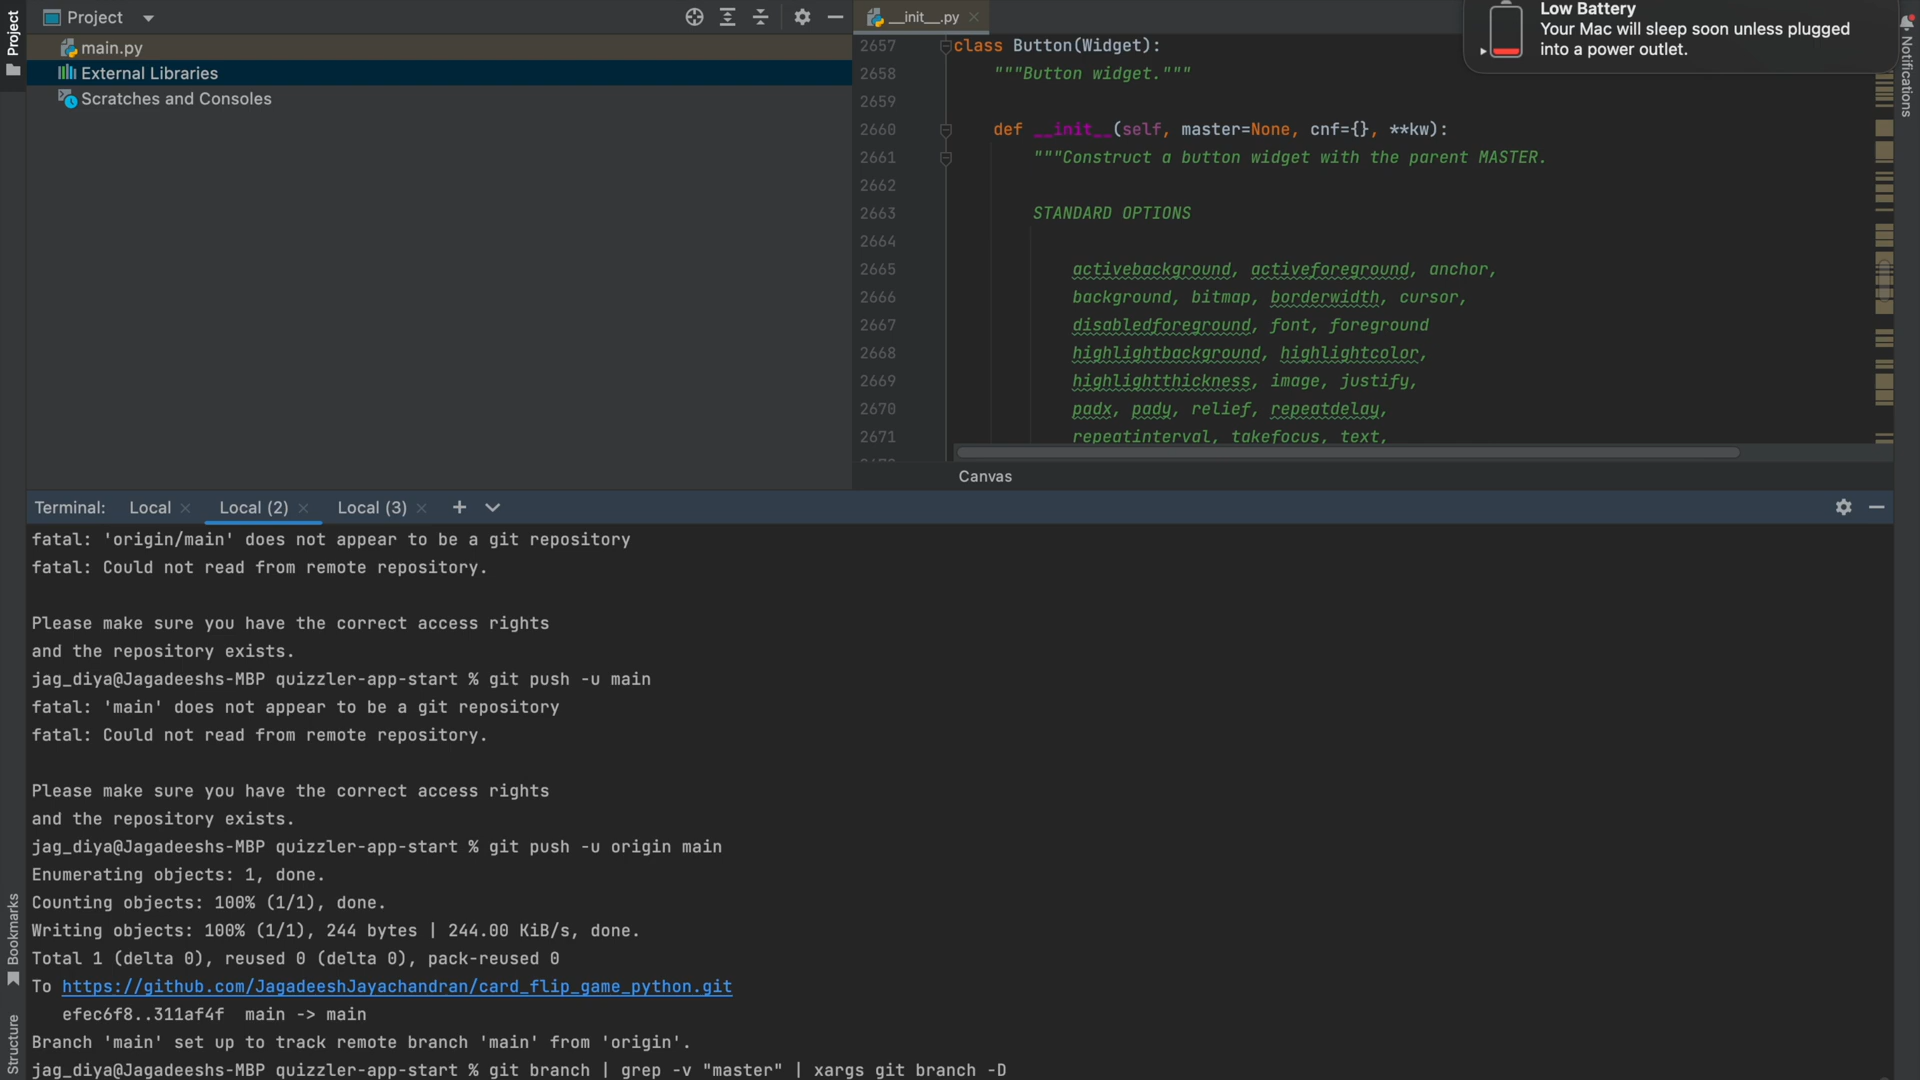 Project
Project
main.py
External Libraries
Scratches and Consoles
__init__.py
Low Battery
Your Mac will sleep soon unless plugged
into a power outlet.
Notifications
2657 class Button(Widget):
2658 """Button widget."""
2659
2660 def __init__(self, master=None, cnf={}, **kw):
2661 """Construct a button widget with the parent MASTER.
2662
2663 STANDARD OPTIONS
2664
2665 activebackground, activeforeground, anchor,
2666 background, bitmap, borderwidth, cursor,
2667 disabledforeground, font, foreground
2668 highlightbackground, highlightcolor,
2669 highlightthickness, image, justify,
2670 padx, pady, relief, repeatdelay,
2671 repeatinterval, takefocus, text,
Canvas
Terminal: Local Local (2) Local (3)
fatal: 'origin/main' does not appear to be a git repository
fatal: Could not read from remote repository.
Please make sure you have the correct access rights
and the repository exists.
jag_diya@Jagadeeshs-MBP quizzler-app-start % git push -u main
fatal: 'main' does not appear to be a git repository
fatal: Could not read from remote repository.
Please make sure you have the correct access rights
and the repository exists.
jag_diya@Jagadeeshs-MBP quizzler-app-start % git push -u origin main
Enumerating objects: 1, done.
Counting objects: 100% (1/1), done.
Writing objects: 100% (1/1), 244 bytes | 244.00 KiB/s, done.
Total 1 (delta 0), reused 0 (delta 0), pack-reused 0
To https://github.com/JagadeeshJayachandran/card_flip_game_python.git
efec6f8..311af4f main -> main
Branch 'main' set up to track remote branch 'main' from 'origin'.
jag_diya@Jagadeeshs-MBP quizzler-app-start % git branch | grep -v "master" | xargs git branch -D
Bookmarks
Structure